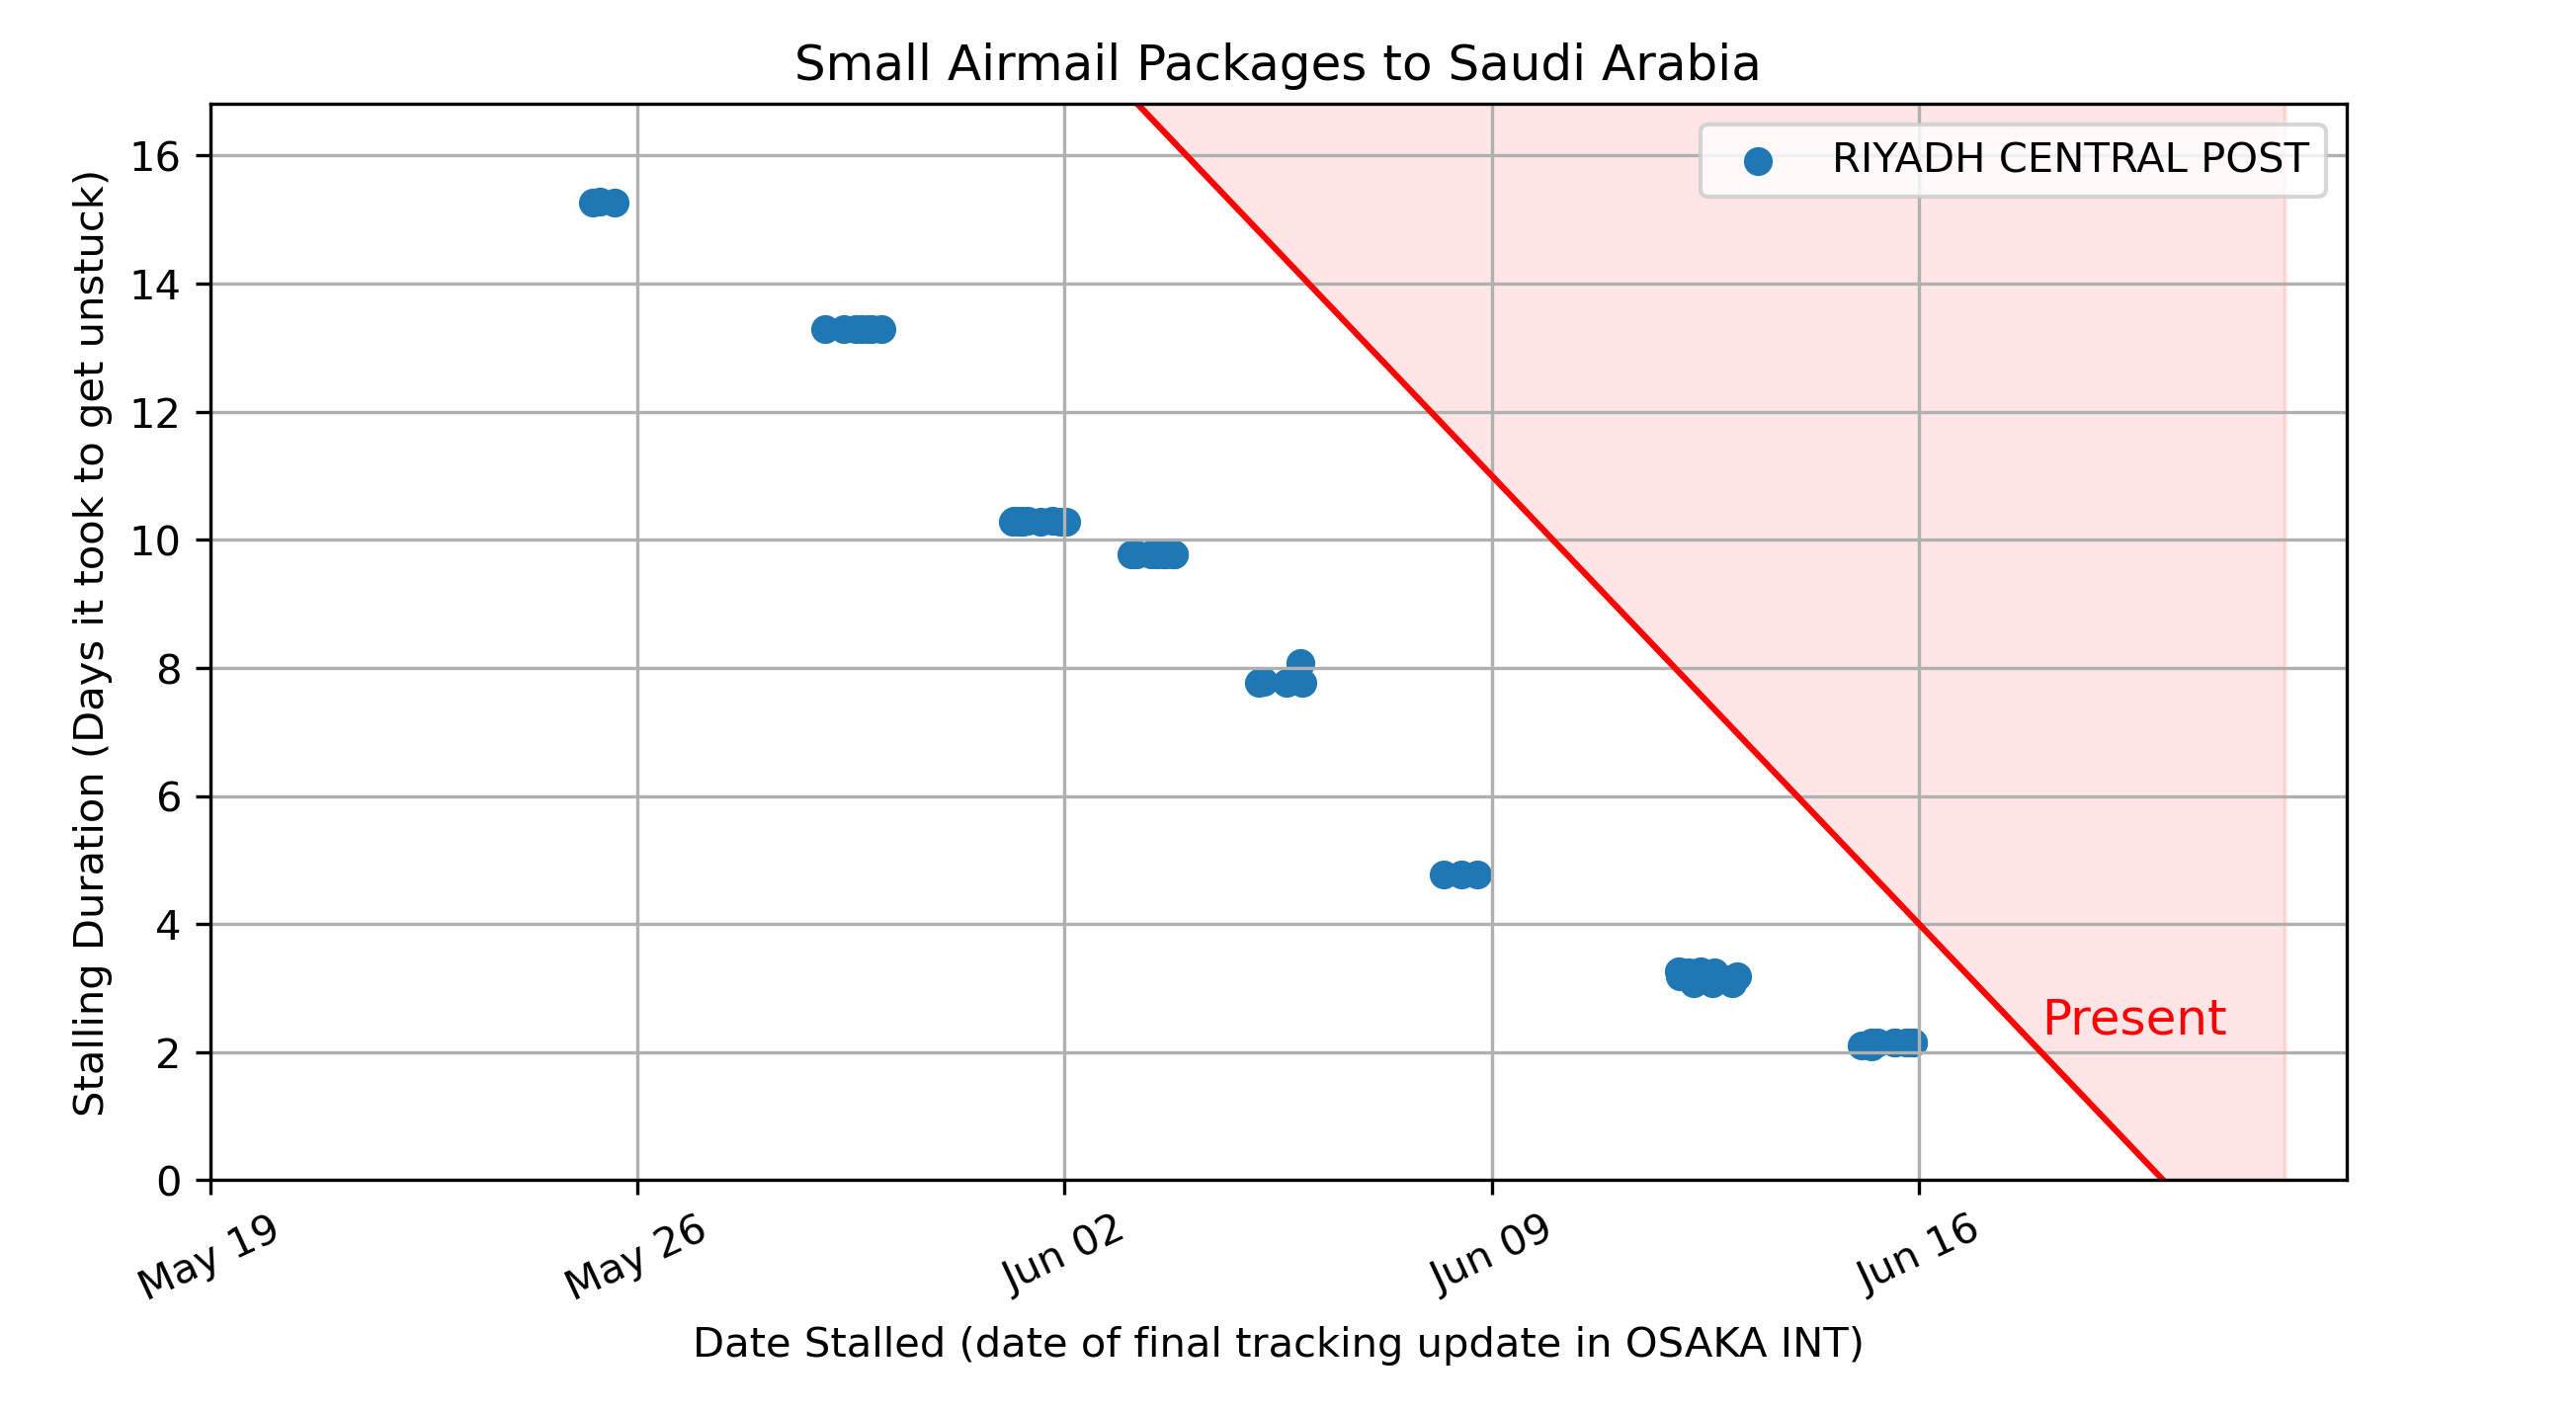 Small Airmail Packages to Saudi Arabia
RIYADH CENTRAL POST
Stalling Duration (Days it took to get unstuck)
16
14
12
10
8
6
4
2
0
Present
May 19
May 26
Jun 02
Jun 09
Jun 16
Date Stalled (date of final tracking update in OSAKA INT)